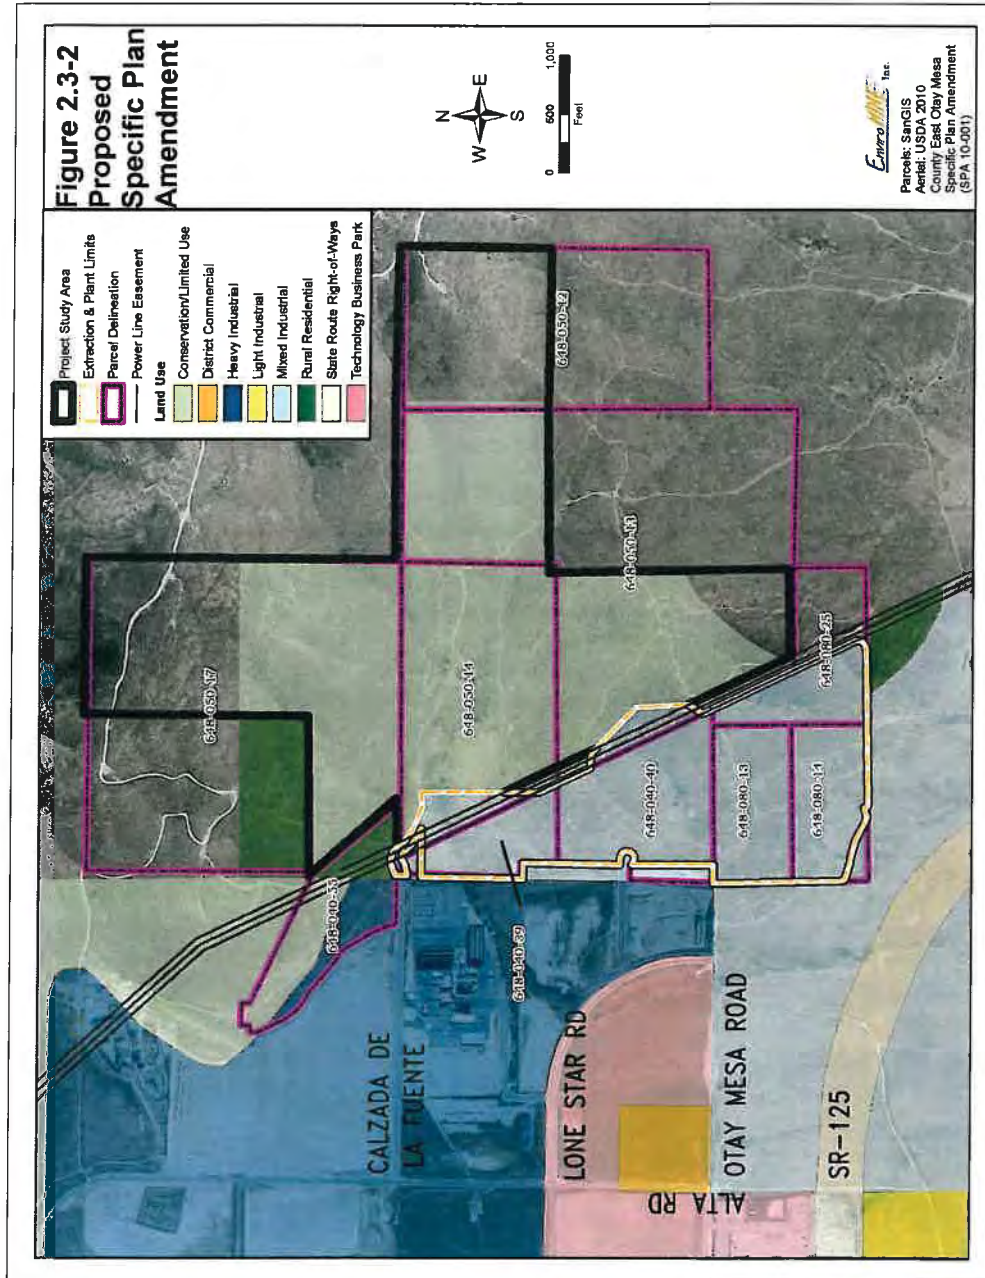 Figure 2.3-2
Proposed
Specific Plan
Amendment
N
W
E
S
0
500
1,000
Feet
EnviroMINE Inc.
Parcels: SanGIS
Aerial: USDA 2010
County East Otay Mesa
Specific Plan Amendment
(SPA 10-001)
Project Study Area
Extraction & Plant Limits
Parcel Delineation
Power Line Easement
Land Use
Conservation/Limited Use
District Commercial
Heavy Industrial
Light Industrial
Mixed Industrial
Rural Residential
State Route Right-of-Ways
Technology Business Park
648-050-17
648-050-14
648-050-12
648-050-13
648-080-25
648-040-40
648-080-13
648-080-14
648-040-39
CALZADA DE
LA FUENTE
LONE STAR RD
OTAY MESA ROAD
ALTA RD
SR-125